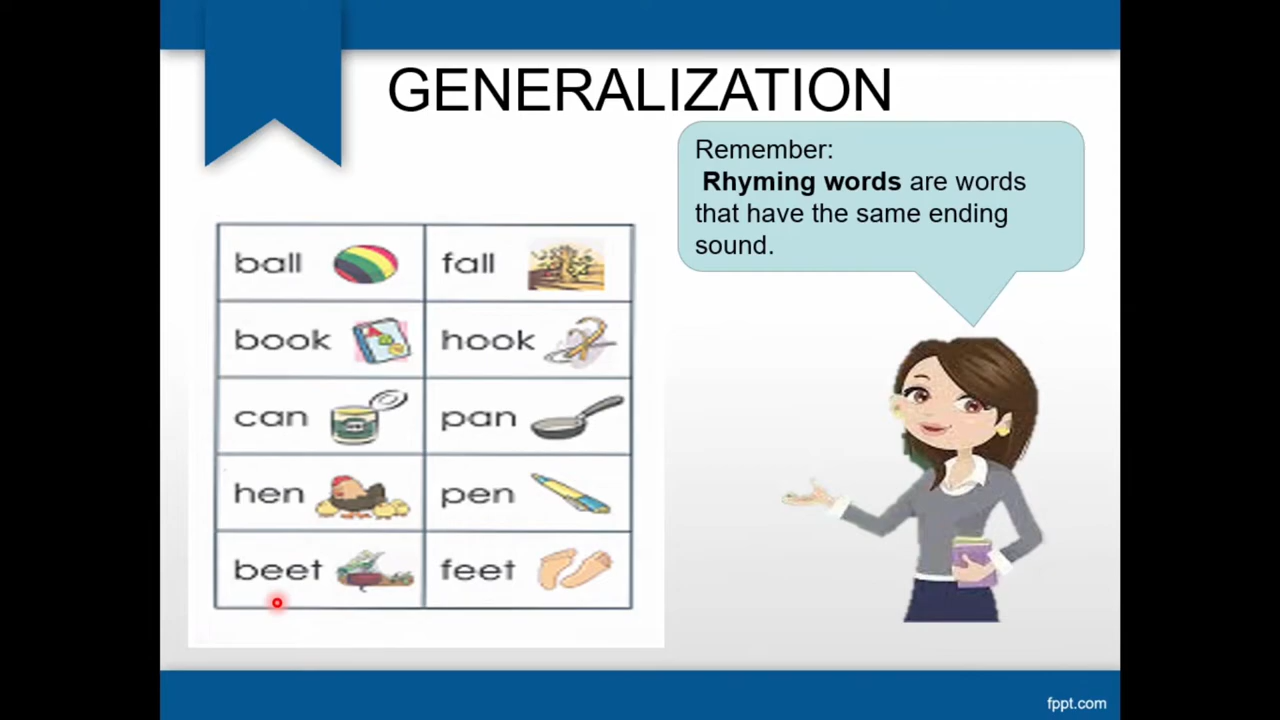 GENERALIZATION
Remember:
Rhyming words are words
that have the same ending
sound.
ball fall
book hook
can pan
hen pen
beet feet
fppt.com